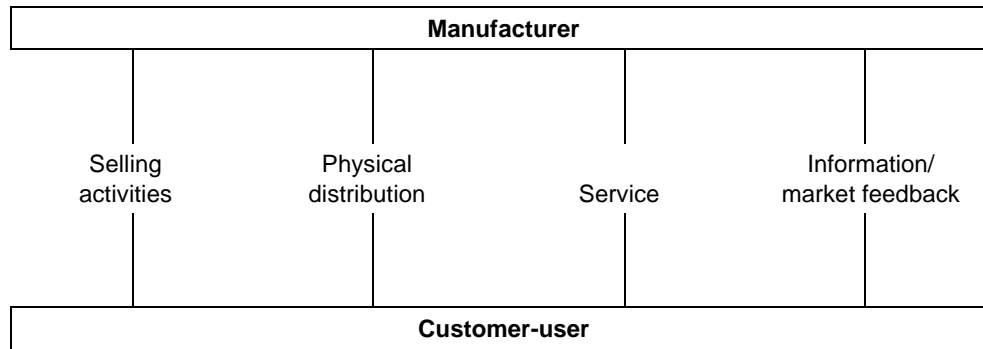 Manufacturer
Selling
activities
Physical
distribution
Service
Information/
market feedback
Customer-user